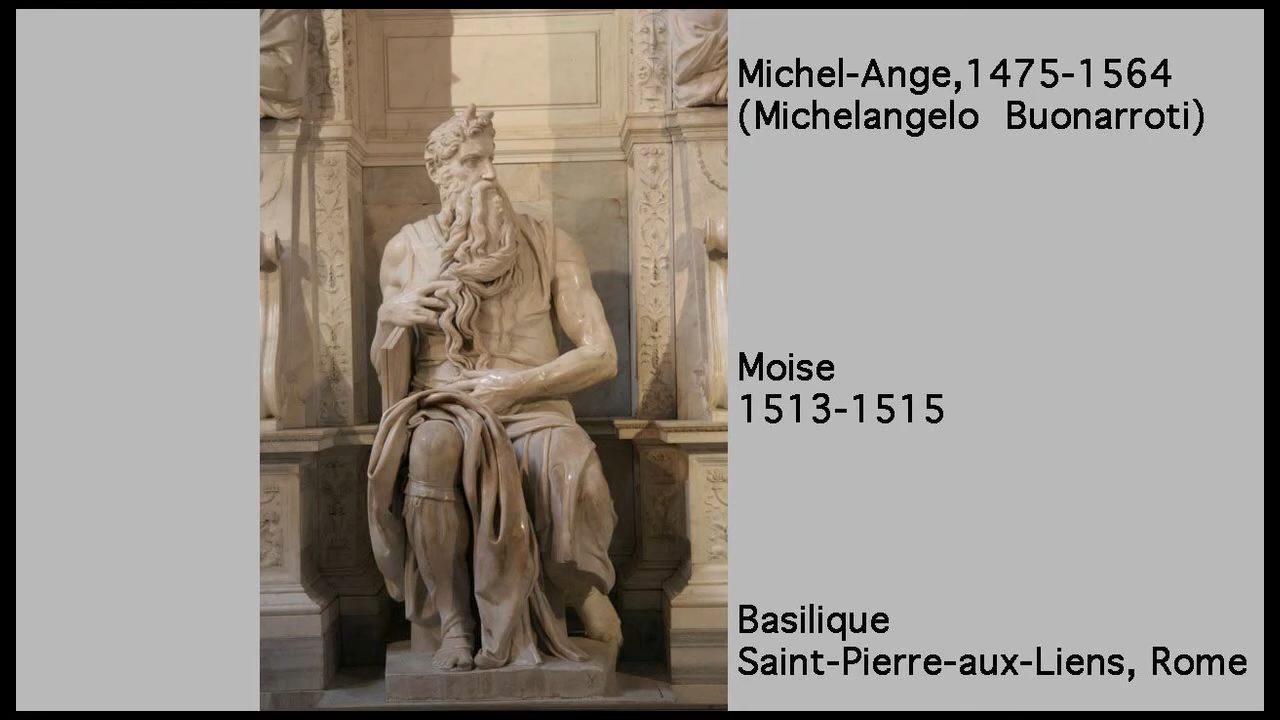 Michel-Ange,1475-1564
(Michelangelo Buonarroti)
Moise
1513-1515
Basilique
Saint-Pierre-aux-Liens, Rome